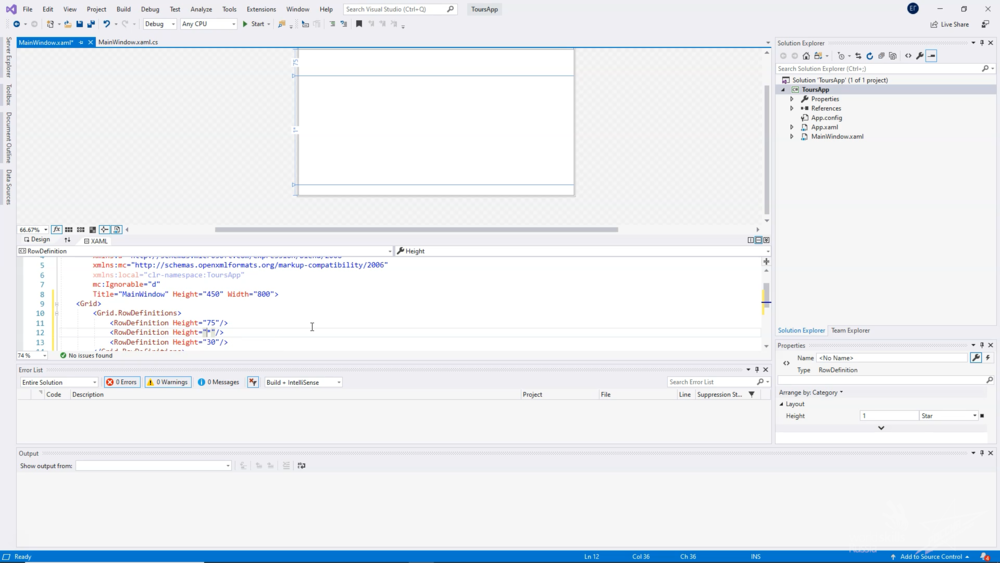 File Edit View Project Build Debug Test Analyze Tools Extensions Window Help Search Visual Studio (Ctrl+Q) ToursApp ET
Debug Any CPU Start Live Share
MainWindow.xaml* MainWindow.xaml.cs
Server Explorer
Toolbox
Document Outline
Data Sources
75
1*
66.67%
Design XAML
RowDefinition Height
5 xmlns:mc="http://schemas.openxmlformats.org/markup-compatibility/2006"
6 xmlns:local="clr-namespace:ToursApp"
7 mc:Ignorable="d"
8 Title="MainWindow" Height="450" Width="800">
9 <Grid>
10 <Grid.RowDefinitions>
11 <RowDefinition Height="75"/>
12 <RowDefinition Height="*"/>
13 <RowDefinition Height="30"/>
74 % No issues found
Error List
Entire Solution 0 Errors 0 Warnings 0 Messages Build + IntelliSense Search Error List
Code Description Project File Line Suppression St...
Output
Show output from:
Solution Explorer
Search Solution Explorer (Ctrl+;)
Solution 'ToursApp' (1 of 1 project)
ToursApp
Properties
References
App.config
App.xaml
MainWindow.xaml
Solution Explorer Team Explorer
Properties
Name <No Name>
Type RowDefinition
Arrange by: Category
Layout
Height 1 Star
Ready Ln 12 Col 36 Ch 36 INS Add to Source Control 4